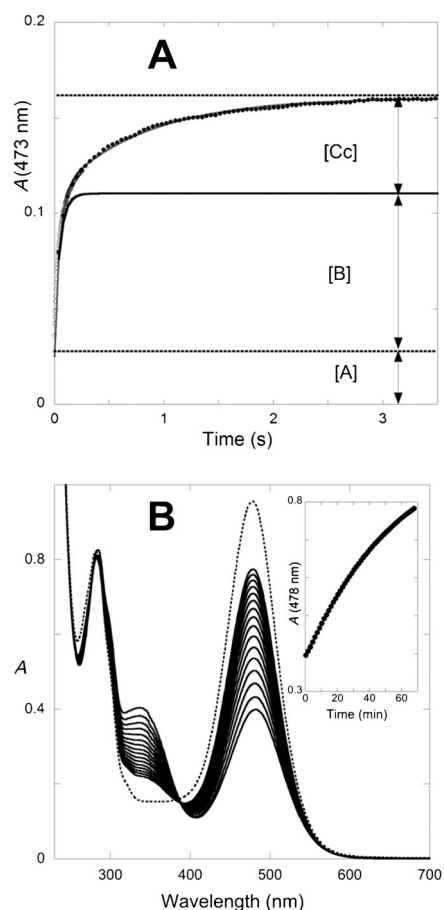 A
0.2
A (473 nm)
[Cc]
0.1
[B]
[A]
0
0 1 2 3
Time (s)
B
0.8
A
0.4
0
300 400 500 600 700
Wavelength (nm)
0.8
A (478 nm)
0.3
0 20 40 60
Time (min)